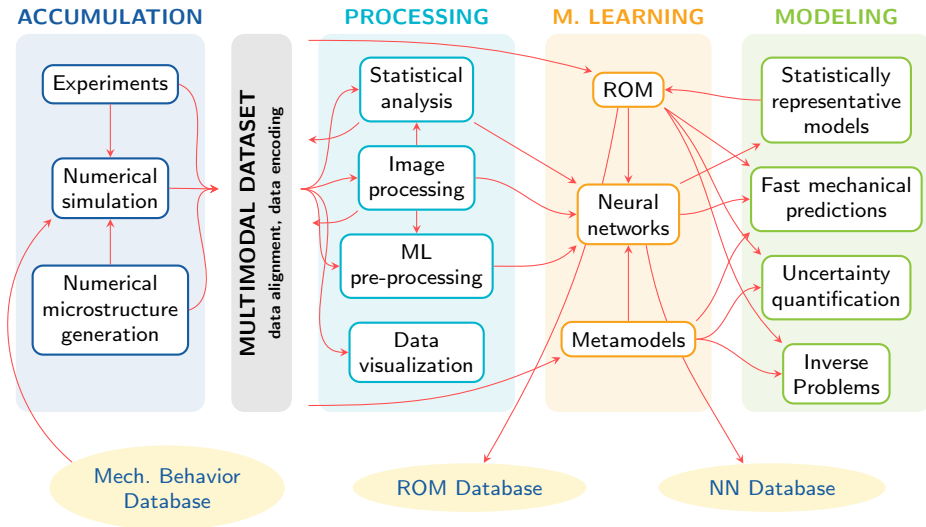 ACCUMULATION
Experiments
Numerical
simulation
Numerical
microstructure
generation
MULTIMODAL DATASET
data alignment, data encoding
PROCESSING
Statistical
analysis
Image
processing
ML
pre-processing
Data
visualization
M. LEARNING
ROM
Neural
networks
Metamodels
MODELING
Statistically
representative
models
Fast mechanical
predictions
Uncertainty
quantification
Inverse
Problems
Mech. Behavior
Database
ROM Database
NN Database